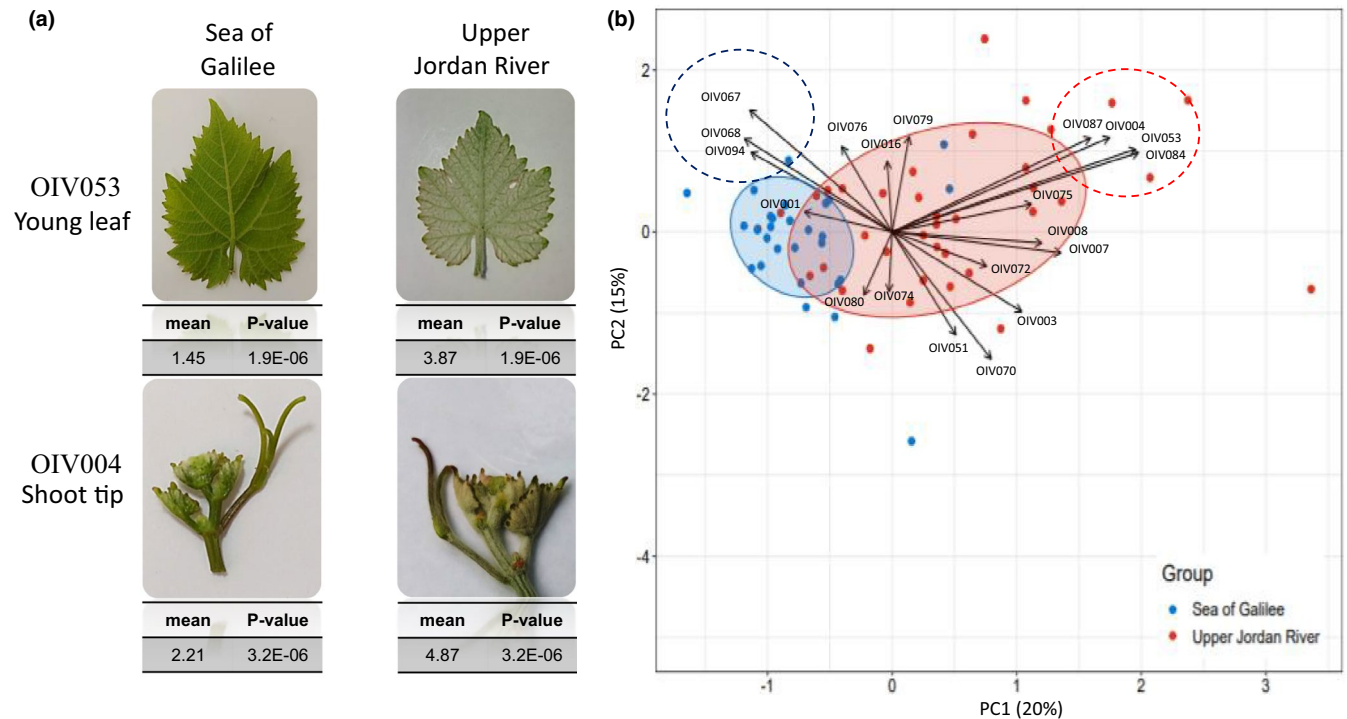 (a)
Sea of
Galilee
Upper
Jordan River
OIV053
Young leaf
mean P-value
1.45 1.9E-06
mean P-value
3.87 1.9E-06
OIV004
Shoot tip
mean P-value
2.21 3.2E-06
mean P-value
4.87 3.2E-06
(b)
PC2 (15%)
2
0
-2
-4
OIV067
OIV068
OIV094
OIV076
OIV079
OIV016
OIV001
OIV087
OIV004
OIV053
OIV084
OIV075
OIV008
OIV007
OIV072
OIV080
OIV074
OIV003
OIV051
OIV070
Group
Sea of Galilee
Upper Jordan River
-1 0 1 2 3
PC1 (20%)